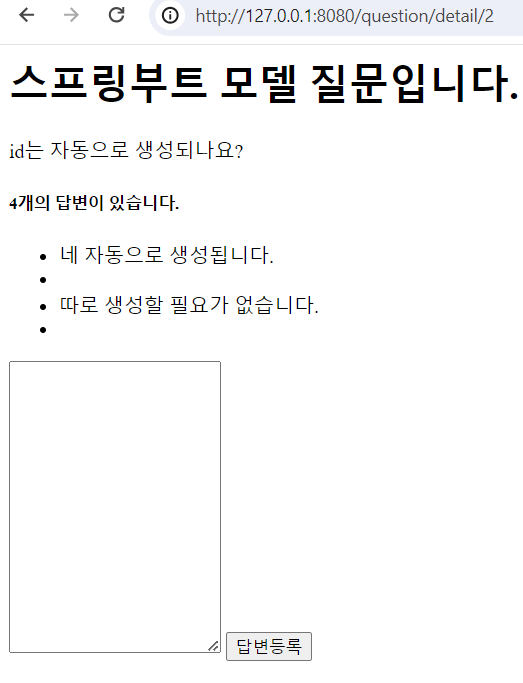 http://127.0.0.1:8080/question/detail/2
스프링부트 모델 질문입니다.
id는 자동으로 생성되나요?
4개의 답변이 있습니다.
네 자동으로 생성됩니다.
따로 생성할 필요가 없습니다.
답변등록